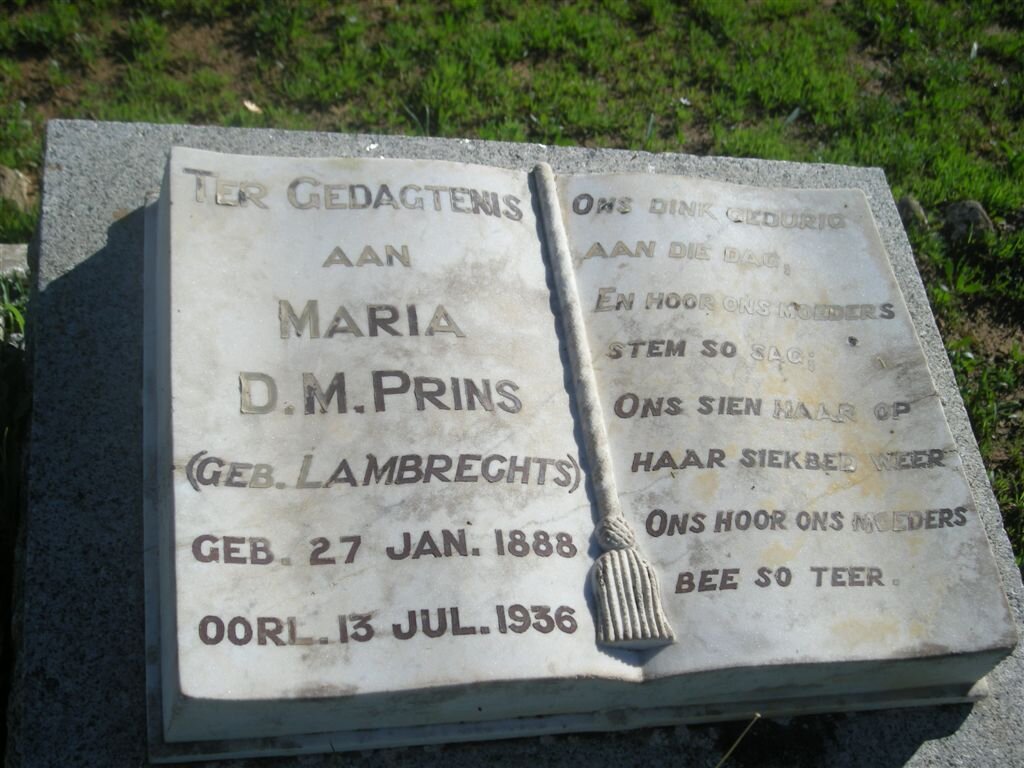 TER GEDAGTENIS
AAN
MARIA
D.M. PRINS
(GEB. LAMBRECHTS)
GEB. 27 JAN. 1888
OORL. 13 JUL. 1936
ONS DINK GEDURIG
AAN DIE DAG,
EN HOOR ONS MOEDERS
STEM SO SAG;
ONS SIEN HAAR OP
HAAR SIEKBED WEER
ONS HOOR ONS MOEDERS
BEE SO TEER.